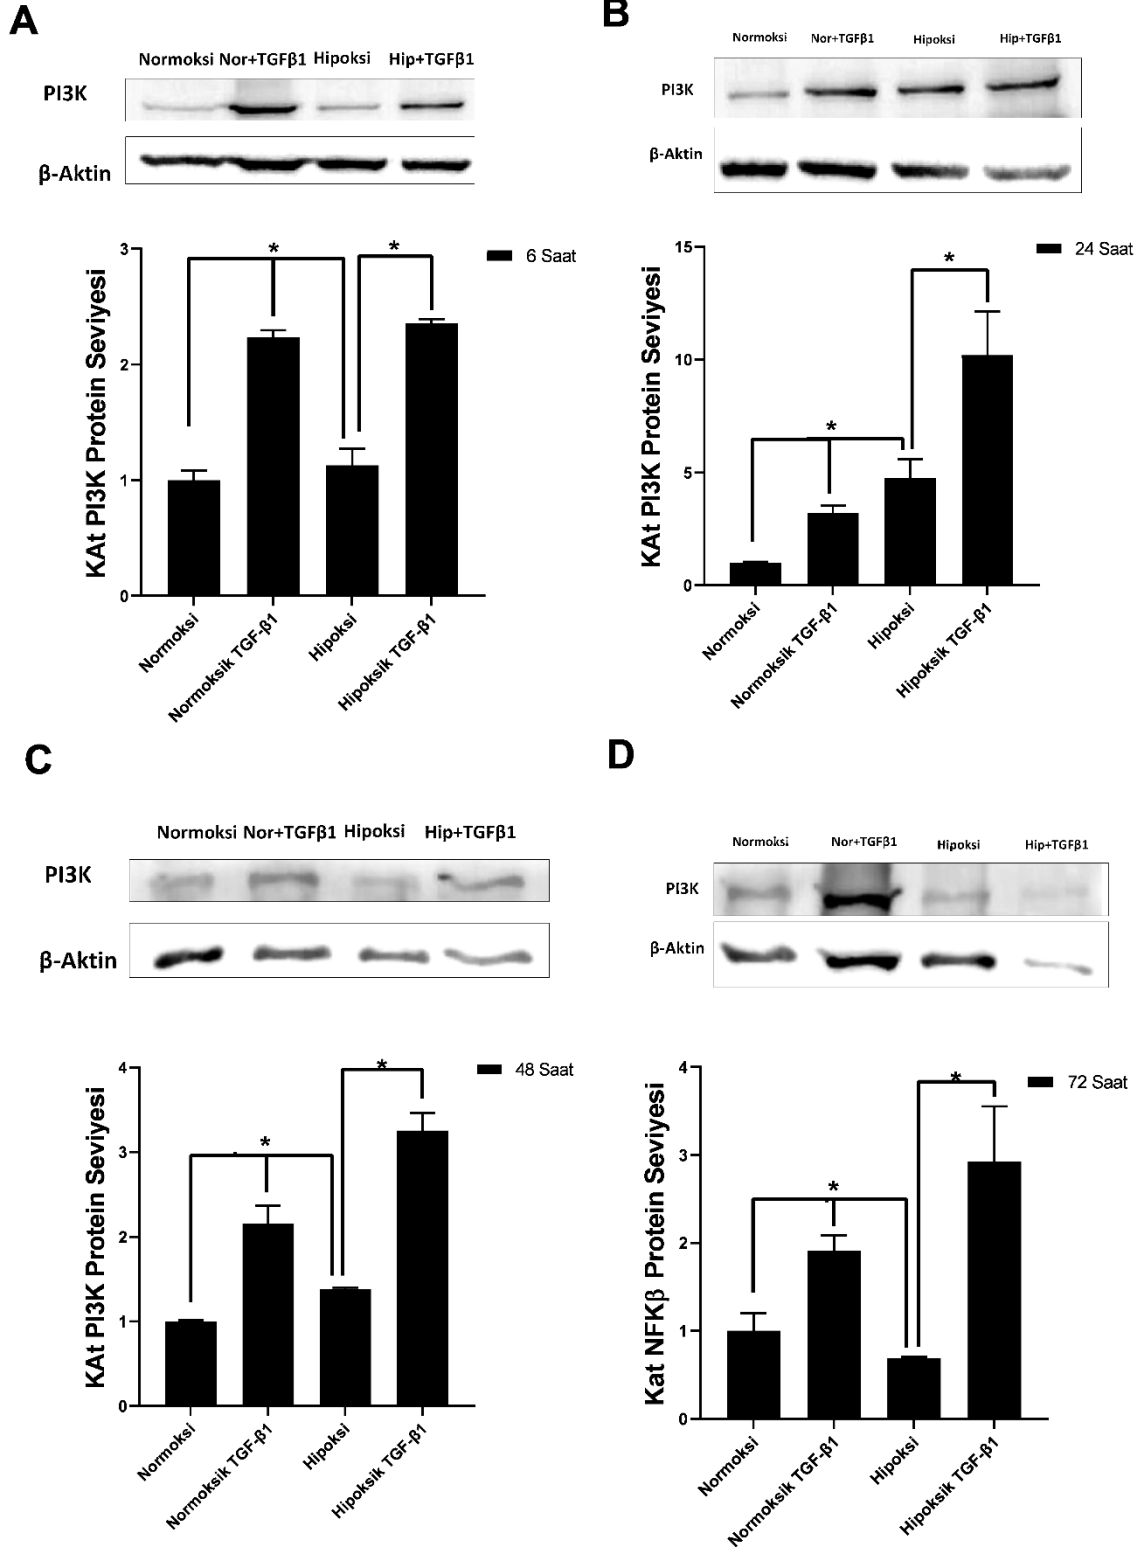 A
Normoksi Nor+TGFβ1 Hipoksi Hip+TGFβ1
PI3K
β-Aktin
3
2
1
0
KAt PI3K Protein Seviyesi
* *
6 Saat
Normoksi
Normoksik TGF-β1
Hipoksi
Hipoksik TGF-β1
B
Normoksi Nor+TGFβ1 Hipoksi Hip+TGFβ1
PI3K
β-Aktin
15
10
5
0
KAt PI3K Protein Seviyesi
* *
24 Saat
Normoksi
Normoksik TGF-β1
Hipoksi
Hipoksik TGF-β1
C
Normoksi Nor+TGFβ1 Hipoksi Hip+TGFβ1
PI3K
β-Aktin
4
3
2
1
0
KAt PI3K Protein Seviyesi
* *
48 Saat
Normoksi
Normoksik TGF-β1
Hipoksi
Hipoksik TGF-β1
D
Normoksi Nor+TGFβ1 Hipoksi Hip+TGFβ1
PI3K
β-Aktin
4
3
2
1
0
Kat NFKβ Protein Seviyesi
* *
72 Saat
Normoksi
Normoksik TGF-β1
Hipoksi
Hipoksik TGF-β1